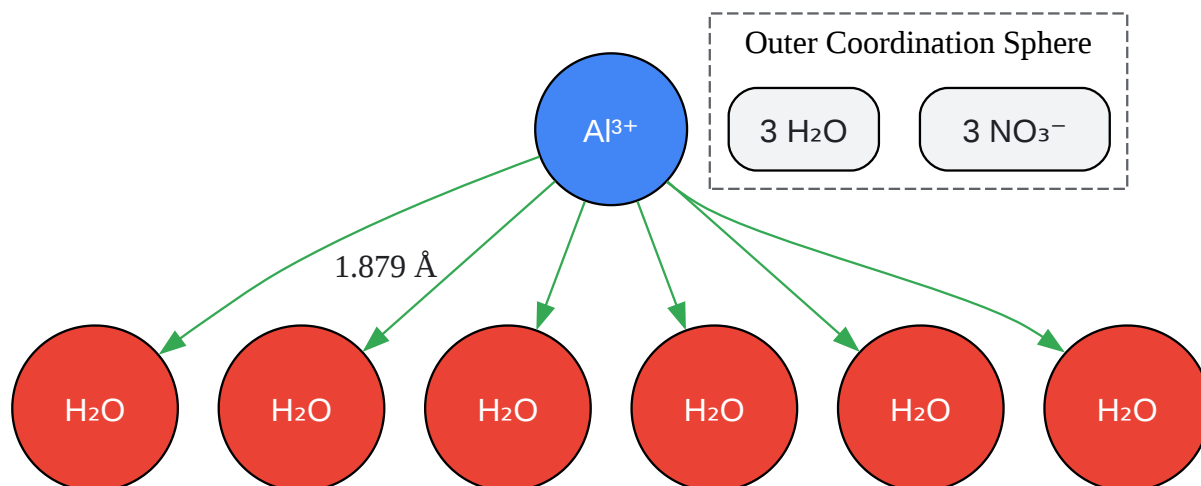 Outer Coordination Sphere
Al³⁺
3 H₂O
3 NO₃⁻
1.879 Å
H₂O
H₂O
H₂O
H₂O
H₂O
H₂O